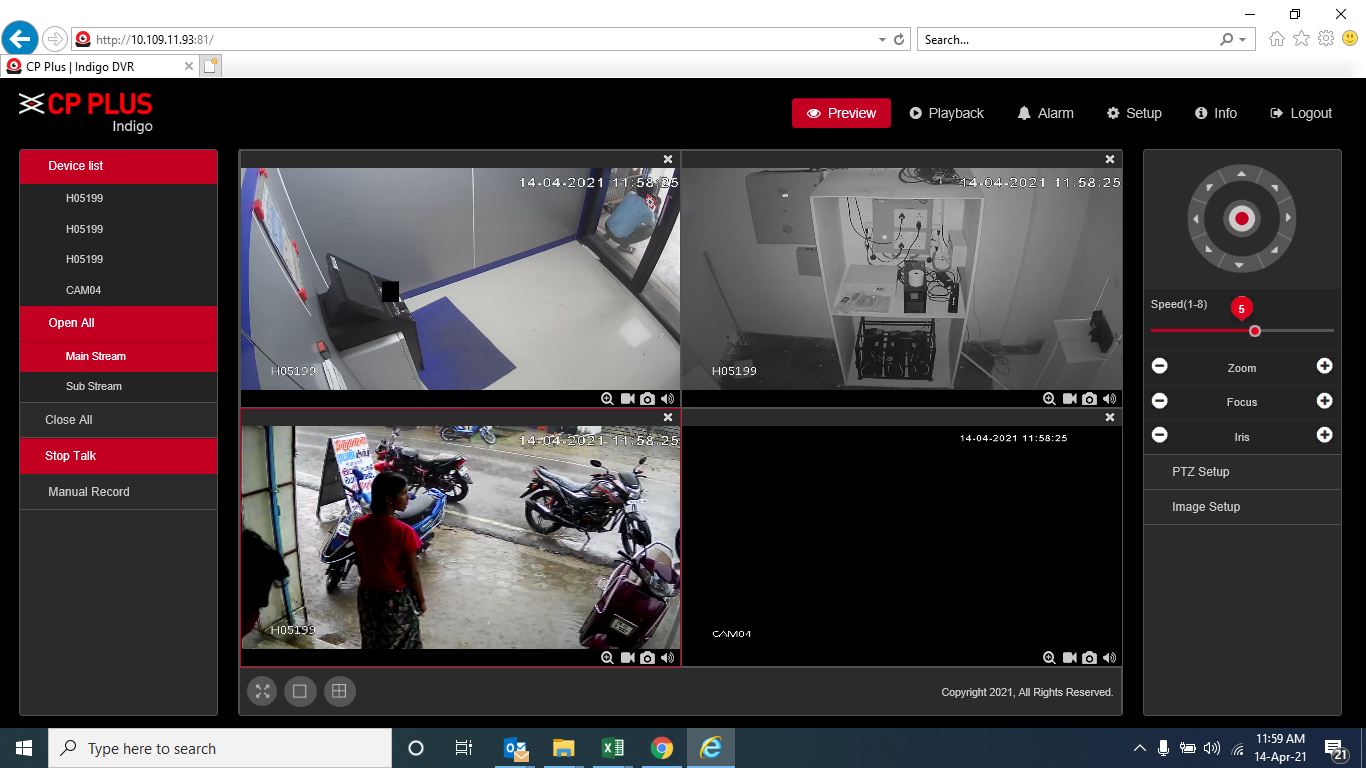 http://10.109.11.93:81/
Search...
CP Plus | Indigo DVR
CP PLUS
Indigo
Preview
Playback
Alarm
Setup
Info
Logout
Device list
H05199
H05199
H05199
CAM04
Open All
Main Stream
Sub Stream
Close All
Stop Talk
Manual Record
14-04-2021 11:58:25
H05199
14-04-2021 11:58:25
H05199
14-04-2021 11:58:25
H05199
14-04-2021 11:58:25
CAM04
Copyright 2021, All Rights Reserved.
Speed(1-8)
5
Zoom
Focus
Iris
PTZ Setup
Image Setup
Type here to search
11:59 AM
14-Apr-21
21